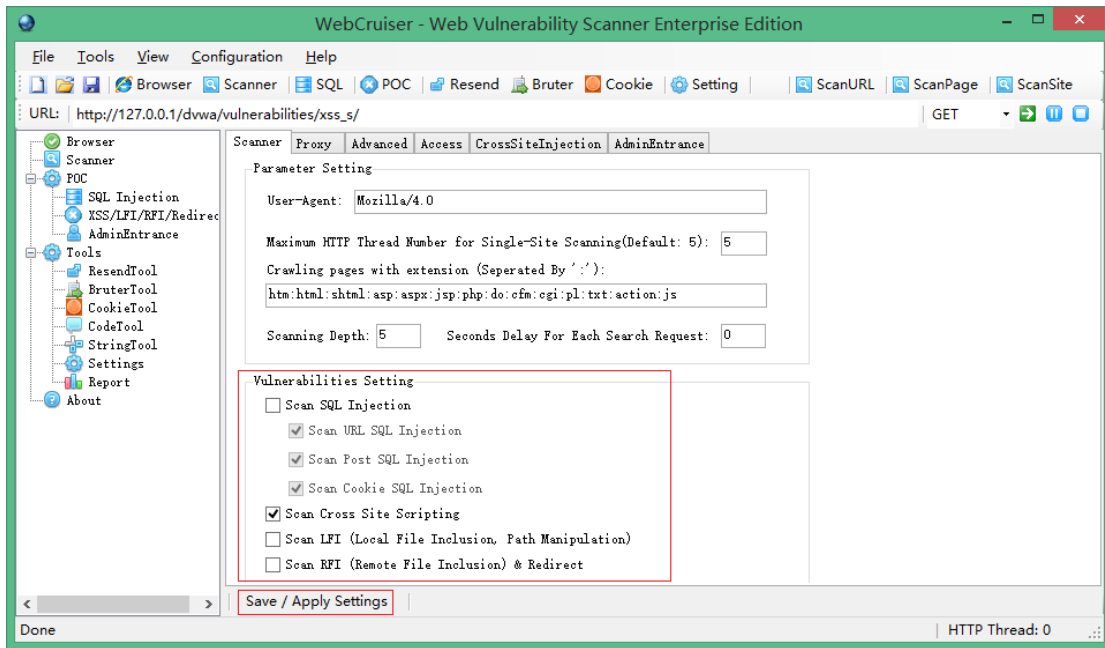 WebCruiser - Web Vulnerability Scanner Enterprise Edition
File Tools View Configuration Help
Browser Scanner SQL POC Resend Bruter Cookie Setting ScanURL ScanPage ScanSite
URL: http://127.0.0.1/dvwa/vulnerabilities/xss_s/ GET
Browser
Scanner
POC
SQL Injection
XSS/LFI/RFI/Redirec
AdminEntrance
Tools
ResendTool
BruterTool
CookieTool
CodeTool
StringTool
Settings
Report
About
Scanner Proxy Advanced Access CrossSiteInjection AdminEntrance
Parameter Setting
User-Agent: Mozilla/4.0
Maximum HTTP Thread Number for Single-Site Scanning(Default: 5): 5
Crawling pages with extension (Seperated By ':'):
htm:html:shtml:asp:aspx:jsp:php:do:cfm:cgi:pl:txt:action:js
Scanning Depth: 5 Seconds Delay For Each Search Request: 0
Vulnerabilities Setting
Scan SQL Injection
Scan URL SQL Injection
Scan Post SQL Injection
Scan Cookie SQL Injection
Scan Cross Site Scripting
Scan LFI (Local File Inclusion, Path Manipulation)
Scan RFI (Remote File Inclusion) & Redirect
Save / Apply Settings
Done HTTP Thread: 0